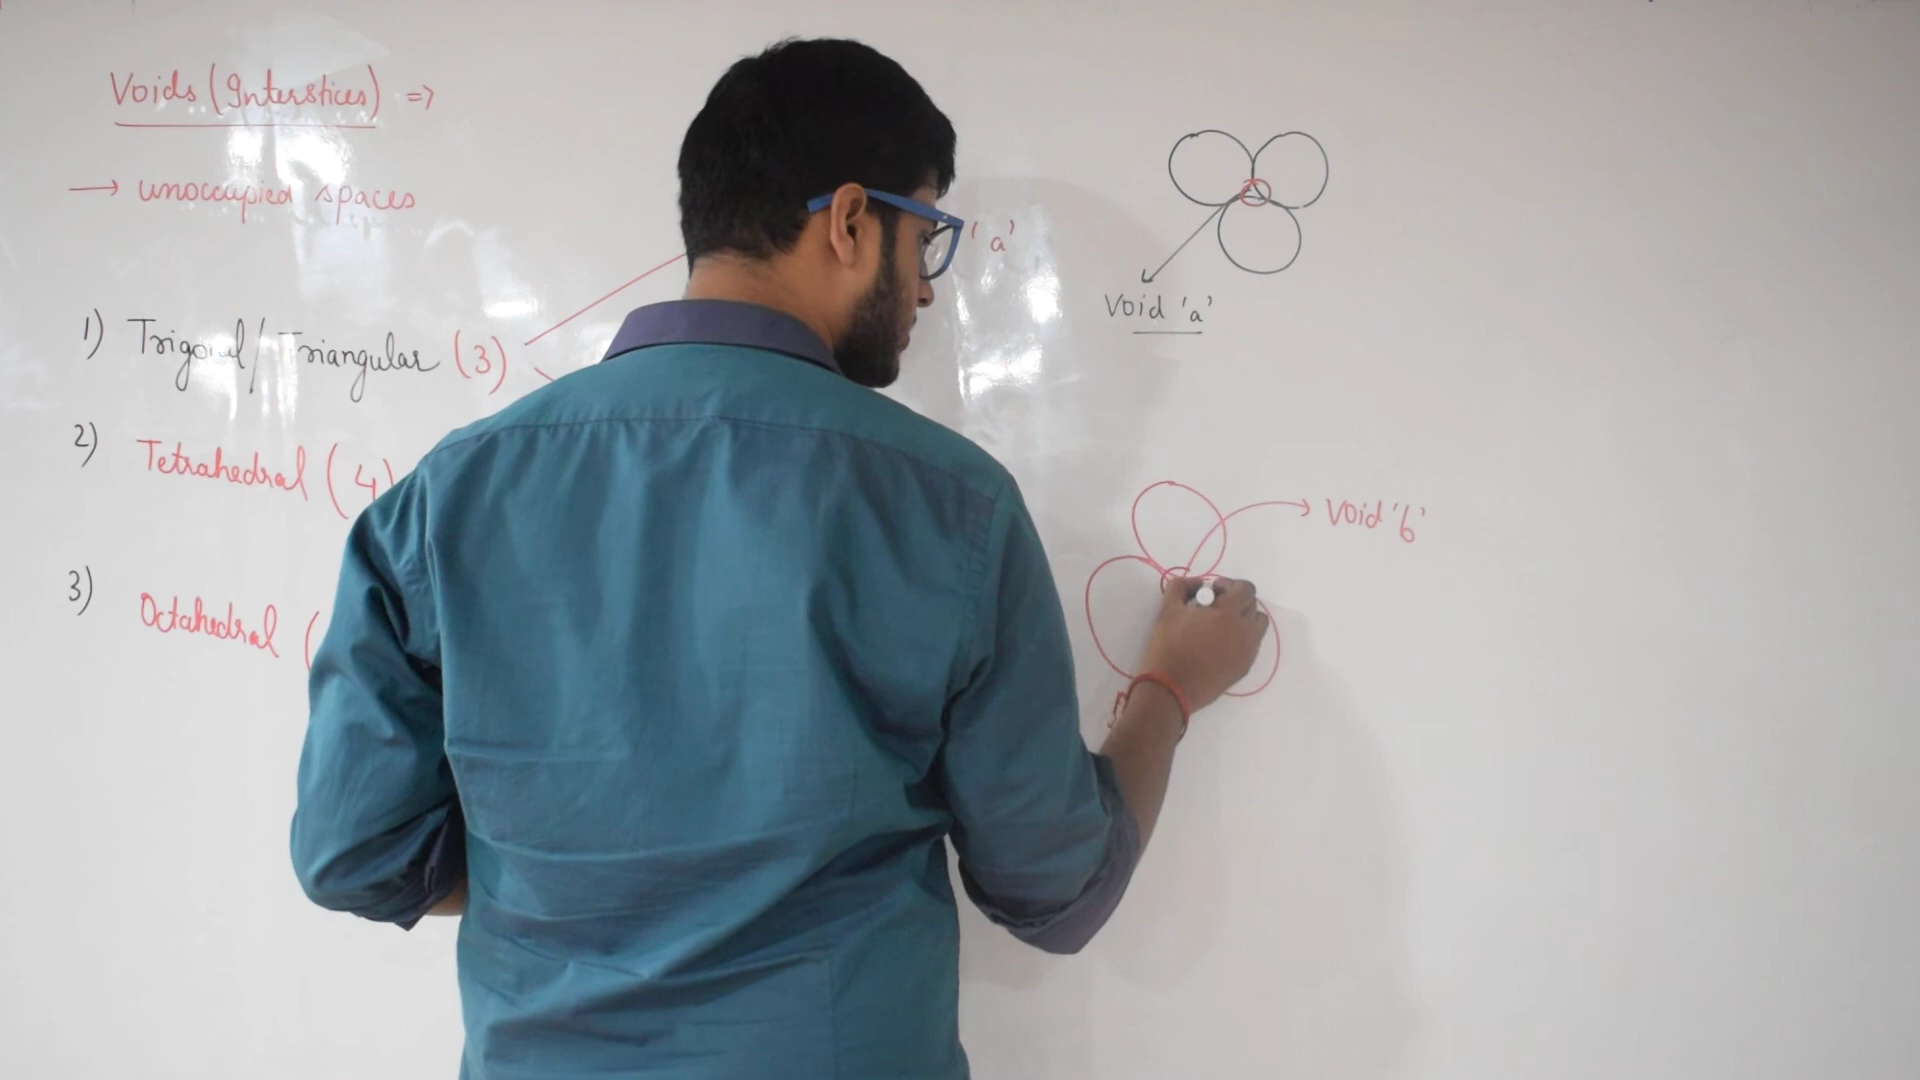 Voids (Interstices) =>
→ unoccupied spaces
1) Trigonal / Triangular (3)
'a'
2) Tetrahedral (4)
3) Octahedral (
Void 'a'
Void 'b'